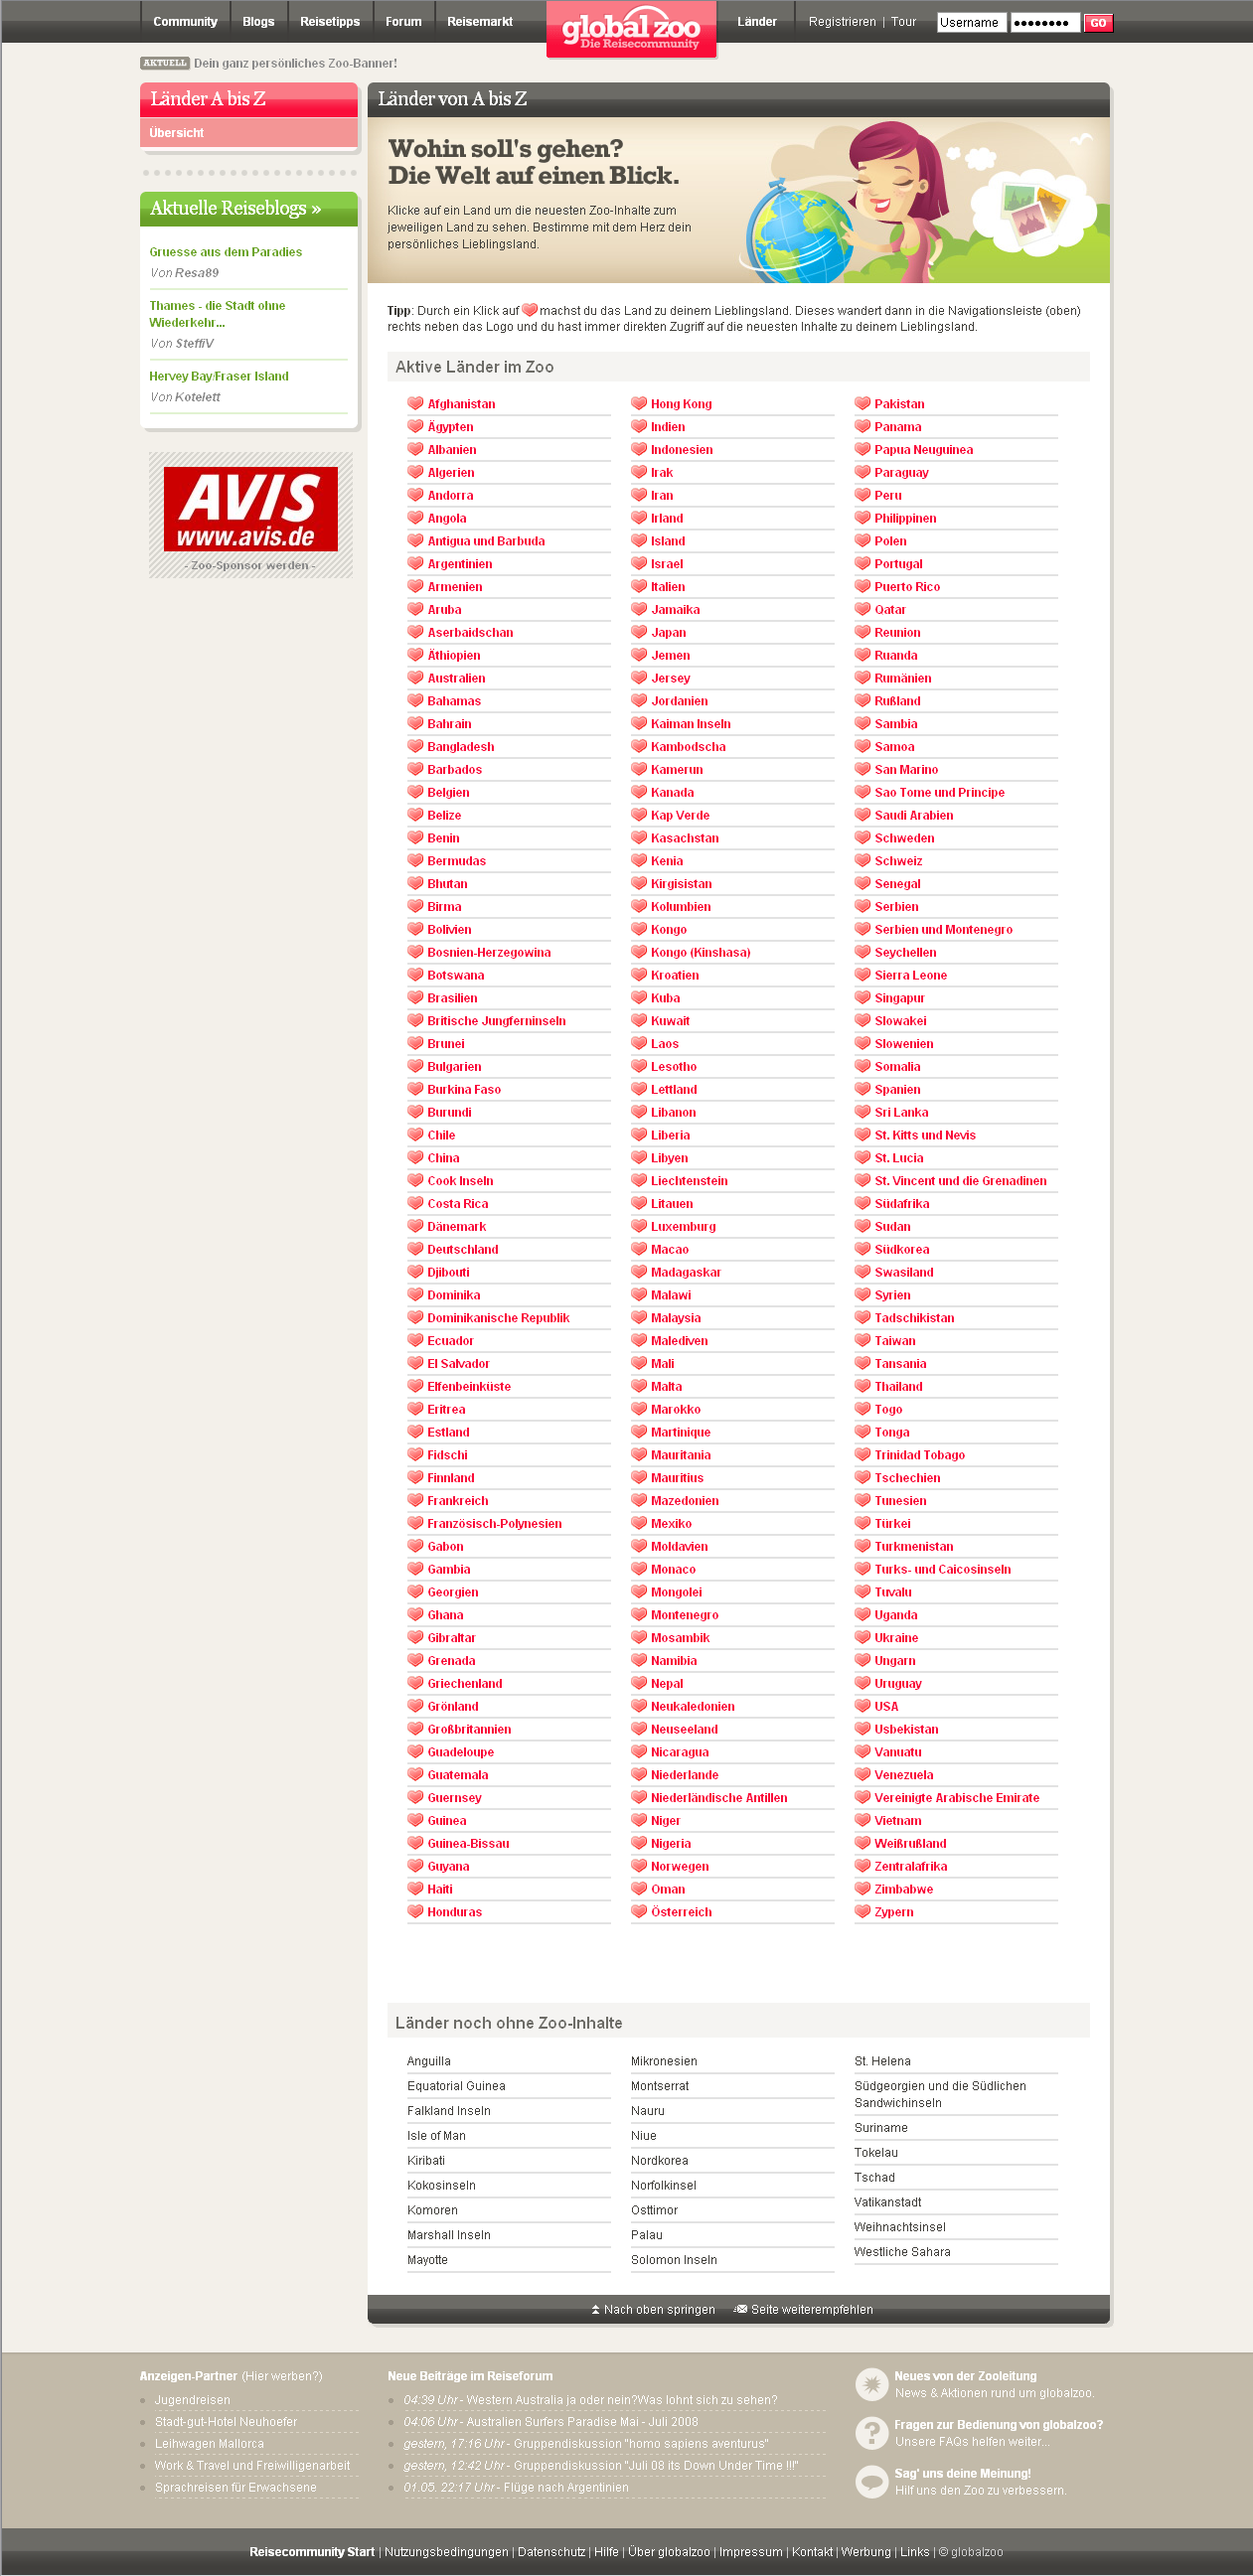 Community
Blogs
Reisetipps
Forum
Reisemarkt
global zoo
Die Reisecommunity
Länder
Registrieren | Tour
Username
••••••••
GO
AKTUELL Dein ganz persönliches Zoo-Banner!
Länder A bis Z
Übersicht
Aktuelle Reiseblogs »
Gruesse aus dem Paradies
Von Resa89
Thames - die Stadt ohne
Wiederkehr...
Von SteffiV
Hervey Bay/Fraser Island
Von Kotelett
AVIS
www.avis.de
- Zoo-Sponsor werden -
Länder von A bis Z
Wohin soll's gehen?
Die Welt auf einen Blick.
Klicke auf ein Land um die neuesten Zoo-Inhalte zum
jeweiligen Land zu sehen. Bestimme mit dem Herz dein
persönliches Lieblingsland.
Tipp: Durch ein Klick auf machst du das Land zu deinem Lieblingsland. Dieses wandert dann in die Navigationsleiste (oben)
rechts neben das Logo und du hast immer direkten Zugriff auf die neuesten Inhalte zu deinem Lieblingsland.
Aktive Länder im Zoo
Afghanistan
Ägypten
Albanien
Algerien
Andorra
Angola
Antigua und Barbuda
Argentinien
Armenien
Aruba
Aserbaidschan
Äthiopien
Australien
Bahamas
Bahrain
Bangladesh
Barbados
Belgien
Belize
Benin
Bermudas
Bhutan
Birma
Bolivien
Bosnien-Herzegowina
Botswana
Brasilien
Britische Jungferninseln
Brunei
Bulgarien
Burkina Faso
Burundi
Chile
China
Cook Inseln
Costa Rica
Dänemark
Deutschland
Djibouti
Dominika
Dominikanische Republik
Ecuador
El Salvador
Elfenbeinküste
Eritrea
Estland
Fidschi
Finnland
Frankreich
Französisch-Polynesien
Gabon
Gambia
Georgien
Ghana
Gibraltar
Grenada
Griechenland
Grönland
Großbritannien
Guadeloupe
Guatemala
Guernsey
Guinea
Guinea-Bissau
Guyana
Haiti
Honduras
Hong Kong
Indien
Indonesien
Irak
Iran
Irland
Island
Israel
Italien
Jamaika
Japan
Jemen
Jersey
Jordanien
Kaiman Inseln
Kambodscha
Kamerun
Kanada
Kap Verde
Kasachstan
Kenia
Kirgisistan
Kolumbien
Kongo
Kongo (Kinshasa)
Kroatien
Kuba
Kuwait
Laos
Lesotho
Lettland
Libanon
Liberia
Libyen
Liechtenstein
Litauen
Luxemburg
Macao
Madagaskar
Malawi
Malaysia
Malediven
Mali
Malta
Marokko
Martinique
Mauritania
Mauritius
Mazedonien
Mexiko
Moldavien
Monaco
Mongolei
Montenegro
Mosambik
Namibia
Nepal
Neukaledonien
Neuseeland
Nicaragua
Niederlande
Niederländische Antillen
Niger
Nigeria
Norwegen
Oman
Österreich
Pakistan
Panama
Papua Neuguinea
Paraguay
Peru
Philippinen
Polen
Portugal
Puerto Rico
Qatar
Reunion
Ruanda
Rumänien
Rußland
Sambia
Samoa
San Marino
Sao Tome und Principe
Saudi Arabien
Schweden
Schweiz
Senegal
Serbien
Serbien und Montenegro
Seychellen
Sierra Leone
Singapur
Slowakei
Slowenien
Somalia
Spanien
Sri Lanka
St. Kitts und Nevis
St. Lucia
St. Vincent und die Grenadinen
Südafrika
Sudan
Südkorea
Swasiland
Syrien
Tadschikistan
Taiwan
Tansania
Thailand
Togo
Tonga
Trinidad Tobago
Tschechien
Tunesien
Türkei
Turkmenistan
Turks- und Caicosinseln
Tuvalu
Uganda
Ukraine
Ungarn
Uruguay
USA
Usbekistan
Vanuatu
Venezuela
Vereinigte Arabische Emirate
Vietnam
Weißrußland
Zentralafrika
Zimbabwe
Zypern
Länder noch ohne Zoo-Inhalte
Anguilla
Equatorial Guinea
Falkland Inseln
Isle of Man
Kiribati
Kokosinseln
Komoren
Marshall Inseln
Mayotte
Mikronesien
Montserrat
Nauru
Niue
Nordkorea
Norfolkinsel
Osttimor
Palau
Solomon Inseln
St. Helena
Südgeorgien und die Südlichen
Sandwichinseln
Suriname
Tokelau
Tschad
Vatikanstadt
Weihnachtsinsel
Westliche Sahara
Nach oben springen
Seite weiterempfehlen
Anzeigen-Partner (Hier werben?)
Jugendreisen
Stadt-gut-Hotel Neuhoefer
Leihwagen Mallorca
Work & Travel und Freiwilligenarbeit
Sprachreisen für Erwachsene
Neue Beiträge im Reiseforum
04:39 Uhr - Western Australia ja oder nein?Was lohnt sich zu sehen?
04:06 Uhr - Australien Surfers Paradise Mai - Juli 2008
gestern, 17:16 Uhr - Gruppendiskussion "homo sapiens aventurus"
gestern, 12:42 Uhr - Gruppendiskussion "Juli 08 its Down Under Time !!!"
01.05. 22:17 Uhr - Flüge nach Argentinien
Neues von der Zooleitung
News & Aktionen rund um globalzoo.
?
Fragen zur Bedienung von globalzoo?
Unsere FAQs helfen weiter...
Sag' uns deine Meinung!
Hilf uns den Zoo zu verbessern.
Reisecommunity Start | Nutzungsbedingungen | Datenschutz | Hilfe | Über globalzoo | Impressum | Kontakt | Werbung | Links | © globalzoo